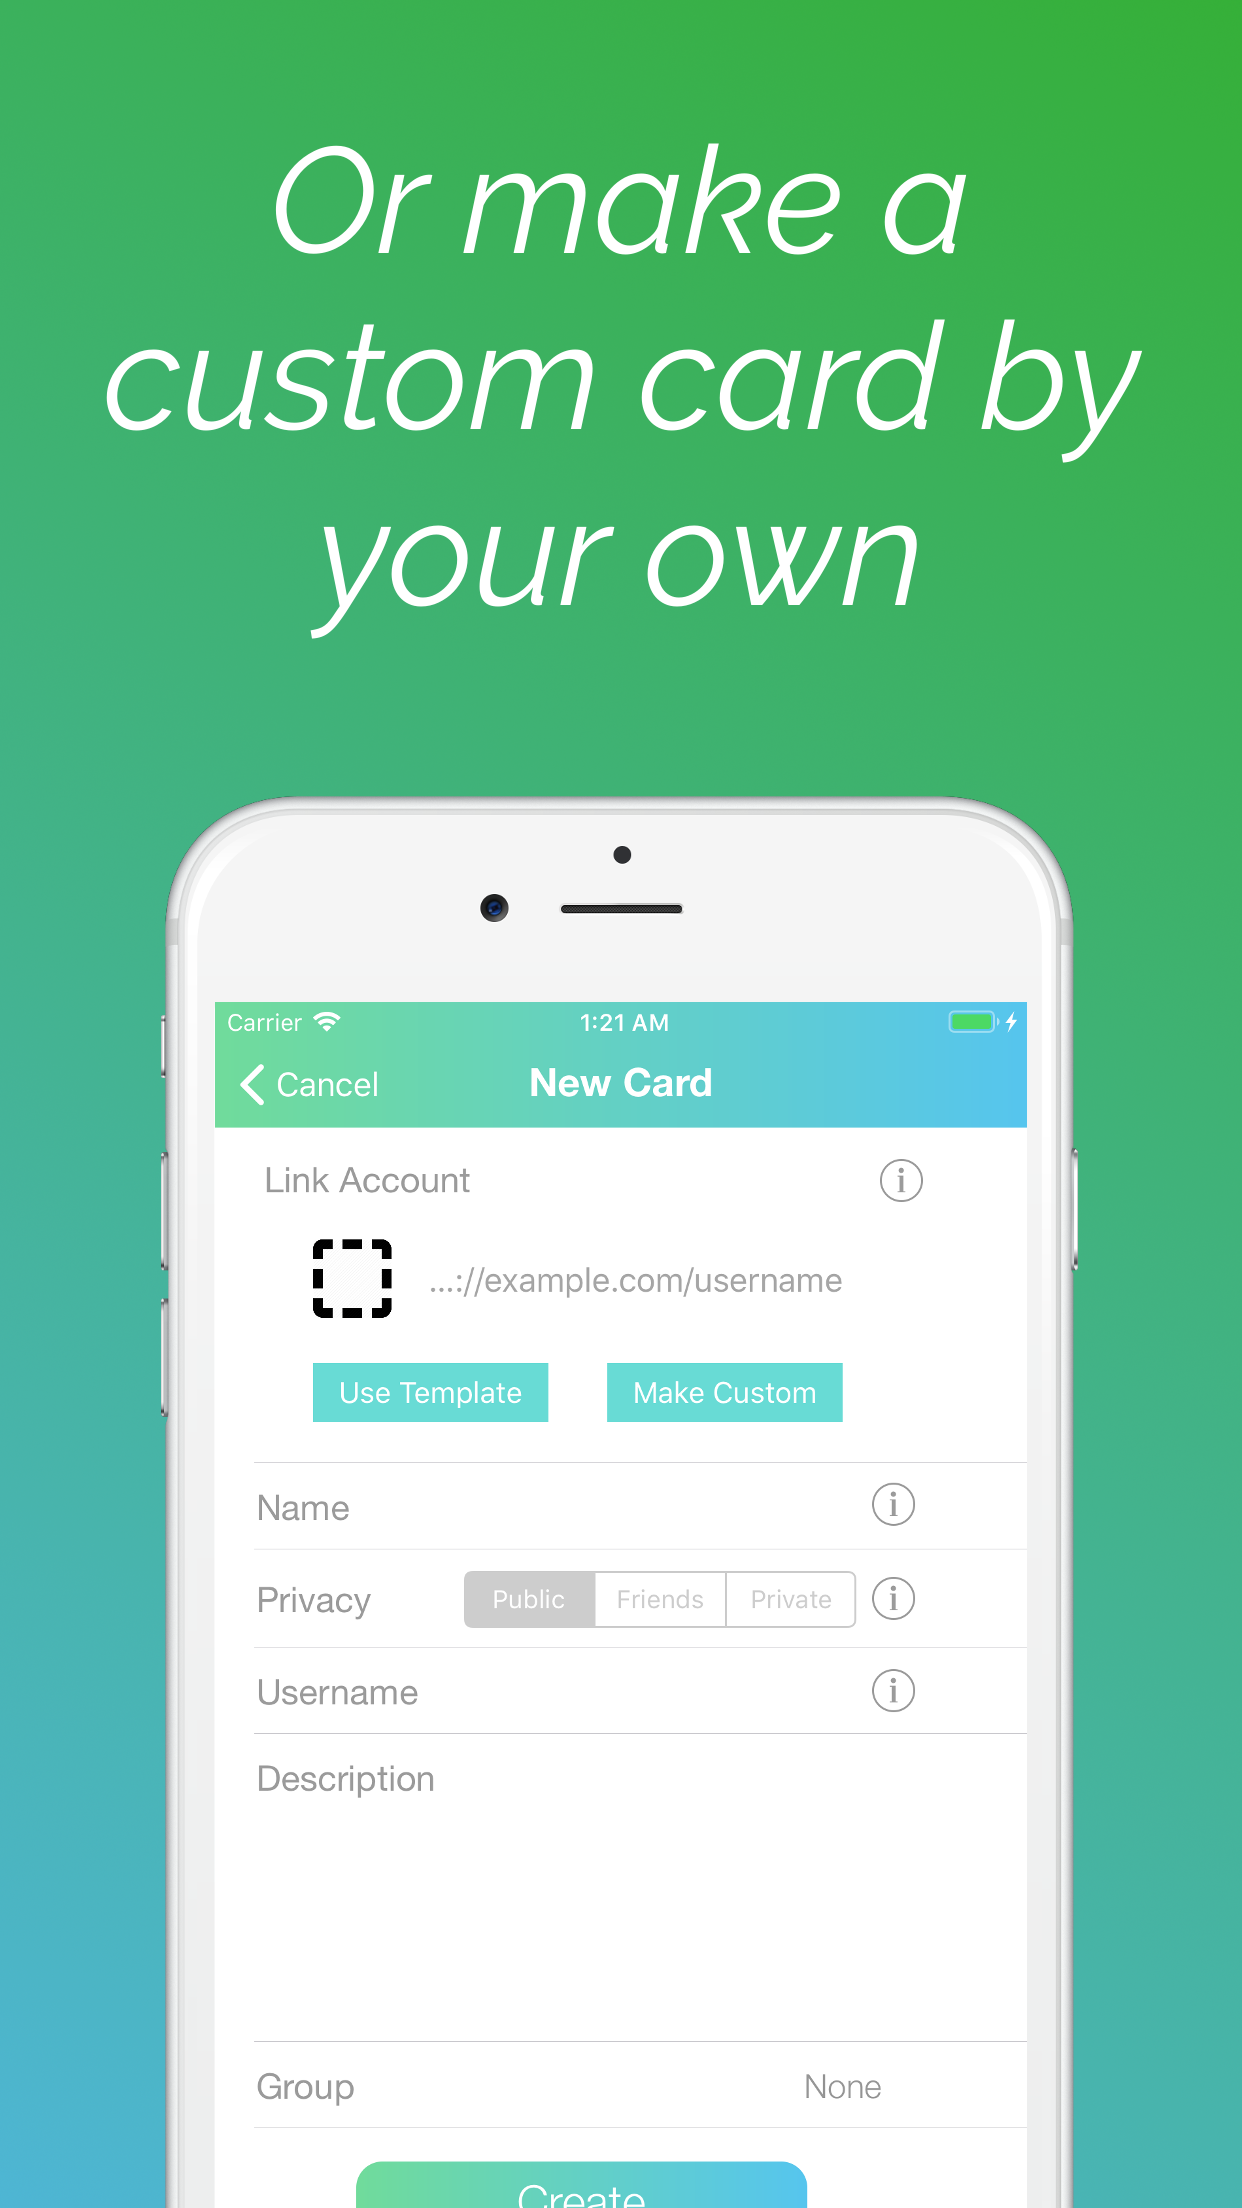 Or make a
custom card by
your own
Carrier 1:21 AM
Cancel New Card
Link Account
...://example.com/username
Use Template Make Custom
Name
Privacy Public Friends Private
Username
Description
Group None
Create